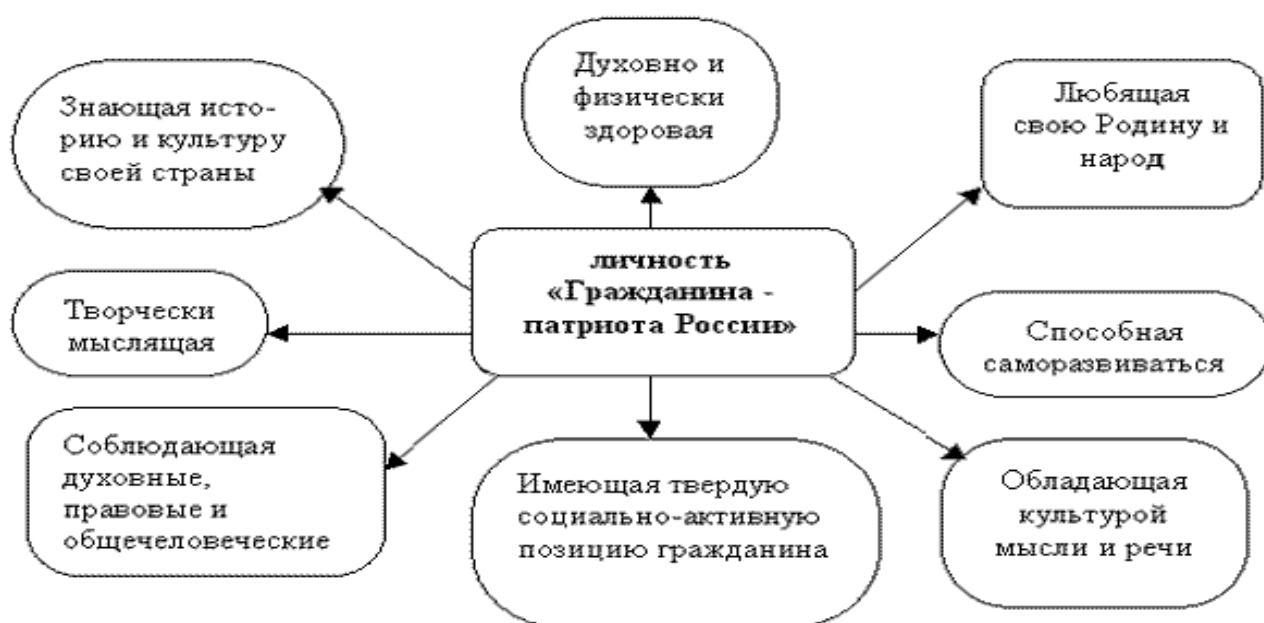 Духовно и
физически
здоровая
Знающая исто-
рию и культуру
своей страны
Любящая
свою Родину и
народ
личность
«Гражданина -
патриота России»
Творчески
мыслящая
Способная
саморазвиваться
Соблюдающая
духовные,
правовые и
общечеловеческие
Имеющая твердую
социально-активную
позицию гражданина
Обладающая
культурой
мысли и речи